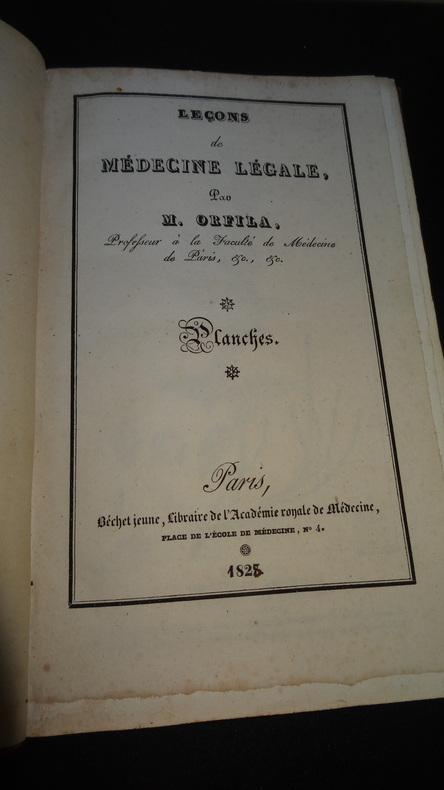 LEÇONS
de
MÉDECINE LÉGALE,
Par
M. ORFILA,
Professeur à la Faculté de Médecine
de Paris, &c., &c.
Planches.
Paris,
Béchet jeune, Libraire de l'Académie royale de Médecine,
PLACE DE L'ÉCOLE DE MÉDECINE, Nº 4.